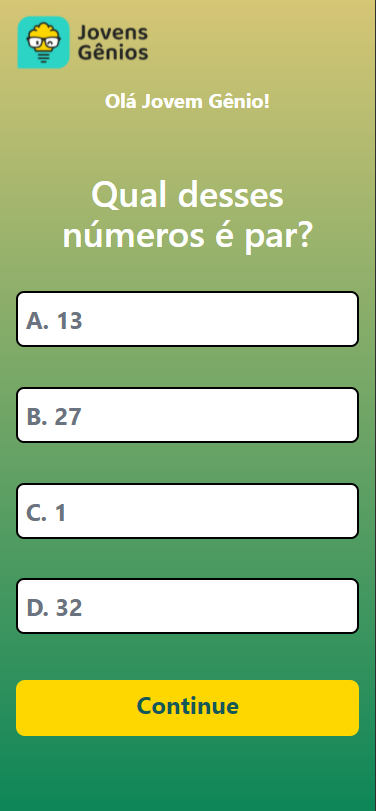 Jovens
Gênios
Olá Jovem Gênio!
Qual desses
números é par?
A. 13
B. 27
C. 1
D. 32
Continue